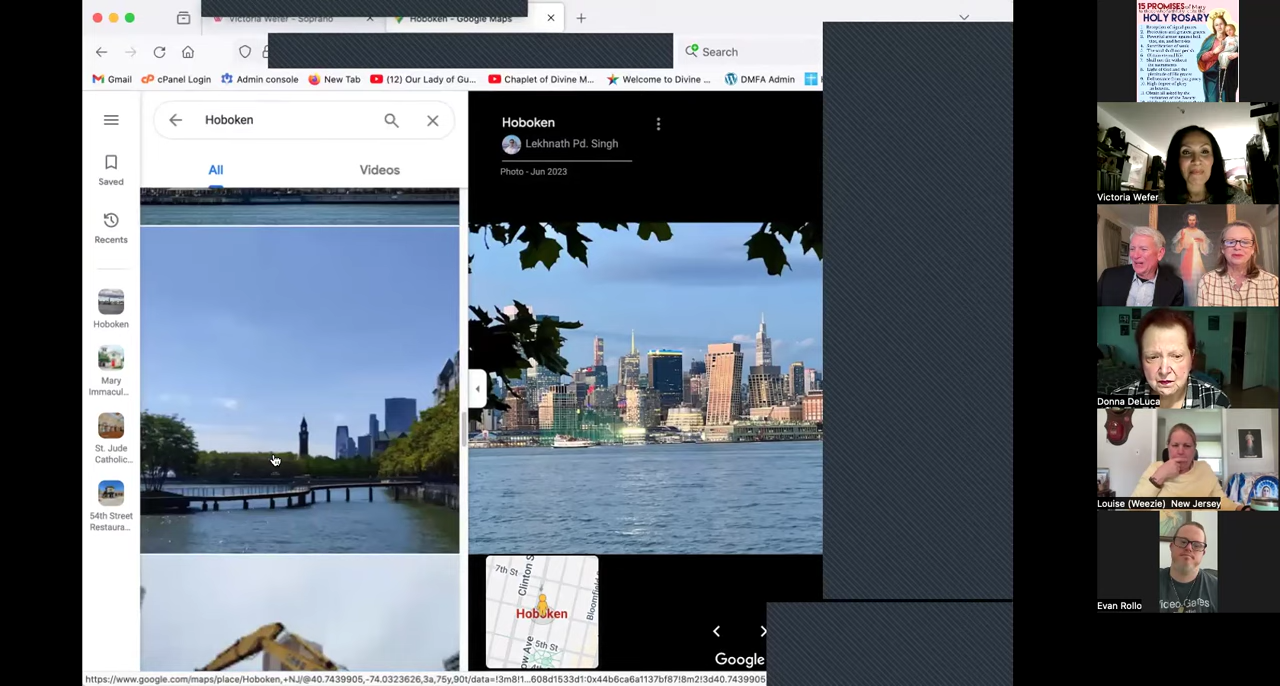 Victoria Wefer - Soprano
Hoboken - Google Maps
Search
Gmail
cPanel Login
Admin console
New Tab
(12) Our Lady of Gu...
Chaplet of Divine M...
Welcome to Divine ...
DMFA Admin
Hoboken
All
Videos
Saved
Recents
Hoboken
Mary
Immacul...
St. Jude
Catholic...
54th Street
Restaura...
Hoboken
Lekhnath Pd. Singh
Photo - Jun 2023
7th St
Clinton S
Bloomfield
Hoboken
5th St
ow Ave
4th St
Google
https://www.google.com/maps/place/Hoboken,+NJ/@40.7439905,-74.0323626,3a,75y,90t/data=!3m8!1...608d1533d1:0x44b6ca6a1137bf87!8m2!3d40.7439905
15 PROMISES
HOLY ROSARY
Victoria Wefer
Donna DeLuca
Louise (Weezie) New Jersey
Evan Rollo